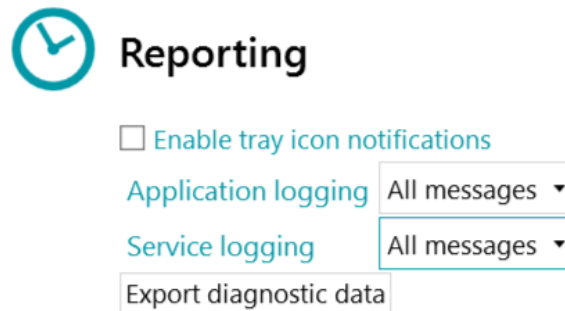 Reporting
Enable tray icon notifications
Application logging All messages
Service logging All messages
Export diagnostic data